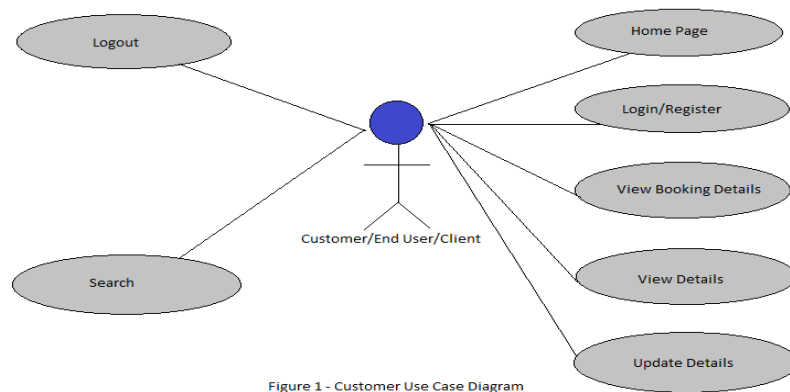 Logout
Home Page
Login/Register
View Booking Details
Customer/End User/Client
Search
View Details
Update Details
Figure 1 - Customer Use Case Diagram